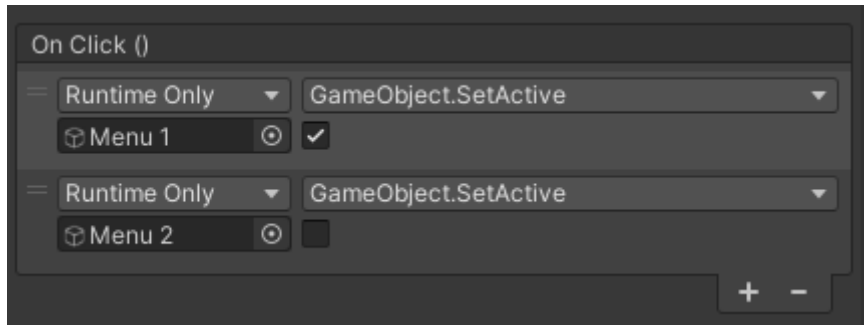 On Click ()
Runtime Only GameObject.SetActive
Menu 1
Runtime Only GameObject.SetActive
Menu 2